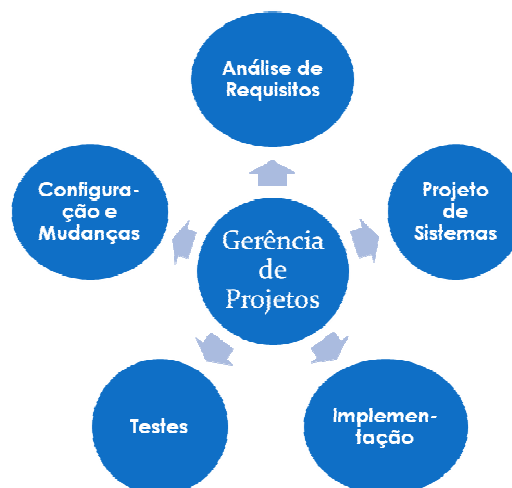 Análise de
Requisitos
Configura-
ção e
Mudanças
Projeto
de
Sistemas
Gerência
de
Projetos
Testes
Implemen-
tação